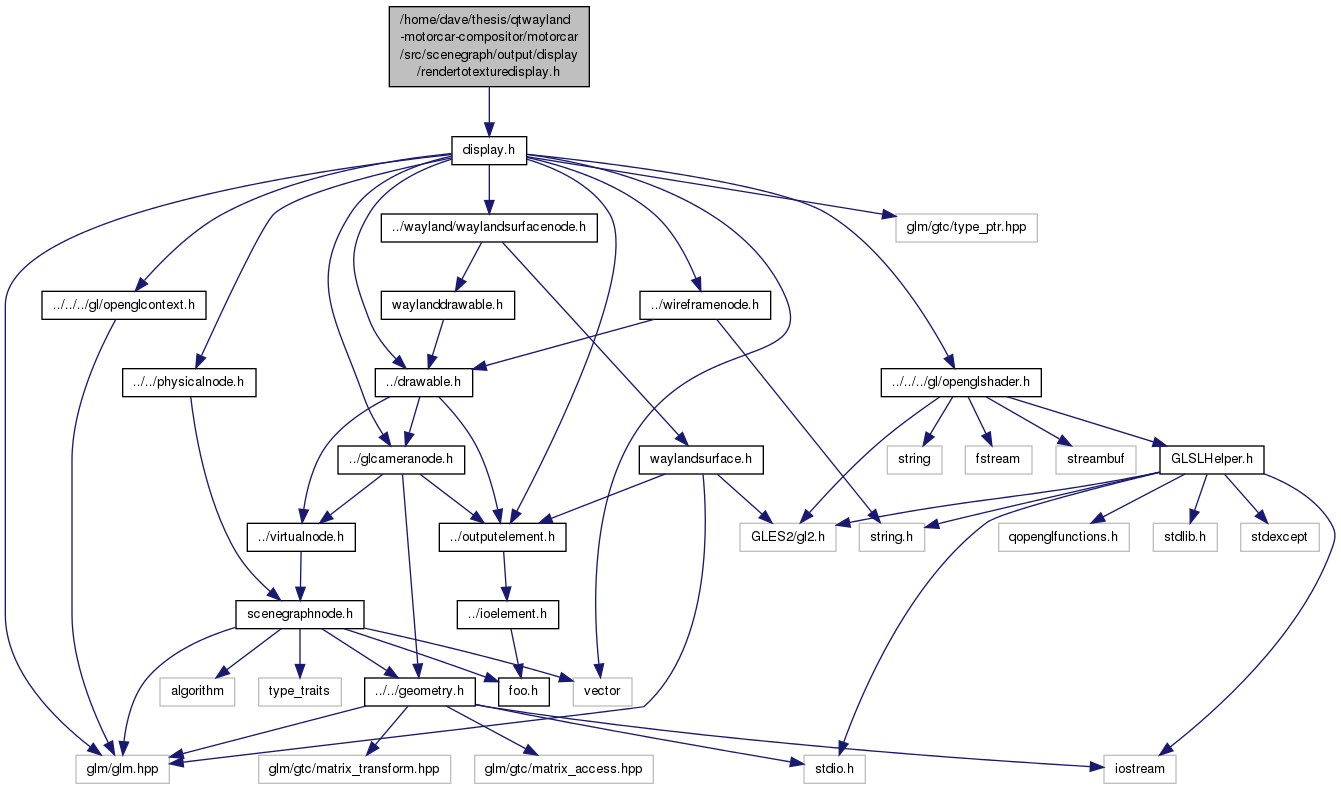 /home/dave/thesis/qtwayland
-motorcar-compositor/motorcar
/src/scenegraph/output/display
/rendertotexturedisplay.h
display.h
../wayland/waylandsurfacenode.h
glm/gtc/type_ptr.hpp
../../../gl/openglcontext.h
waylanddrawable.h
../wireframenode.h
../../physicalnode.h
../drawable.h
../../../gl/openglshader.h
../glcameranode.h
waylandsurface.h
string
fstream
streambuf
GLSLHelper.h
../virtualnode.h
../outputelement.h
GLES2/gl2.h
string.h
qopenglfunctions.h
stdlib.h
stdexcept
scenegraphnode.h
../ioelement.h
algorithm
type_traits
../../geometry.h
foo.h
vector
glm/glm.hpp
glm/gtc/matrix_transform.hpp
glm/gtc/matrix_access.hpp
stdio.h
iostream